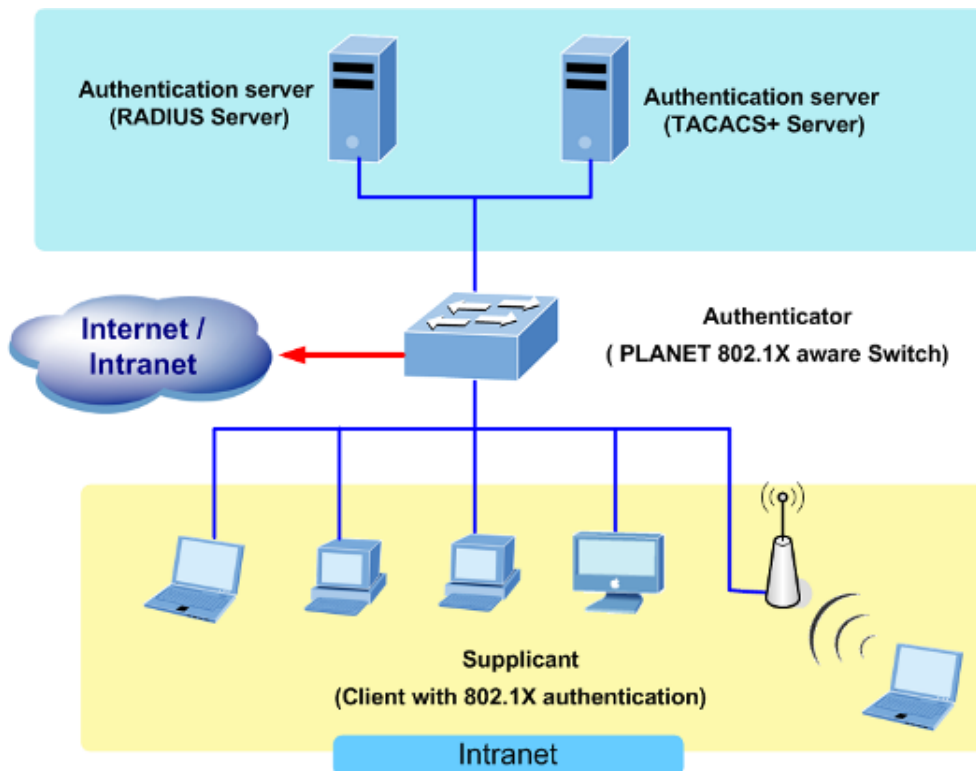 Authentication server
(RADIUS Server)
Authentication server
(TACACS+ Server)
Internet /
Intranet
Authenticator
( PLANET 802.1X aware Switch)
Supplicant
(Client with 802.1X authentication)
Intranet